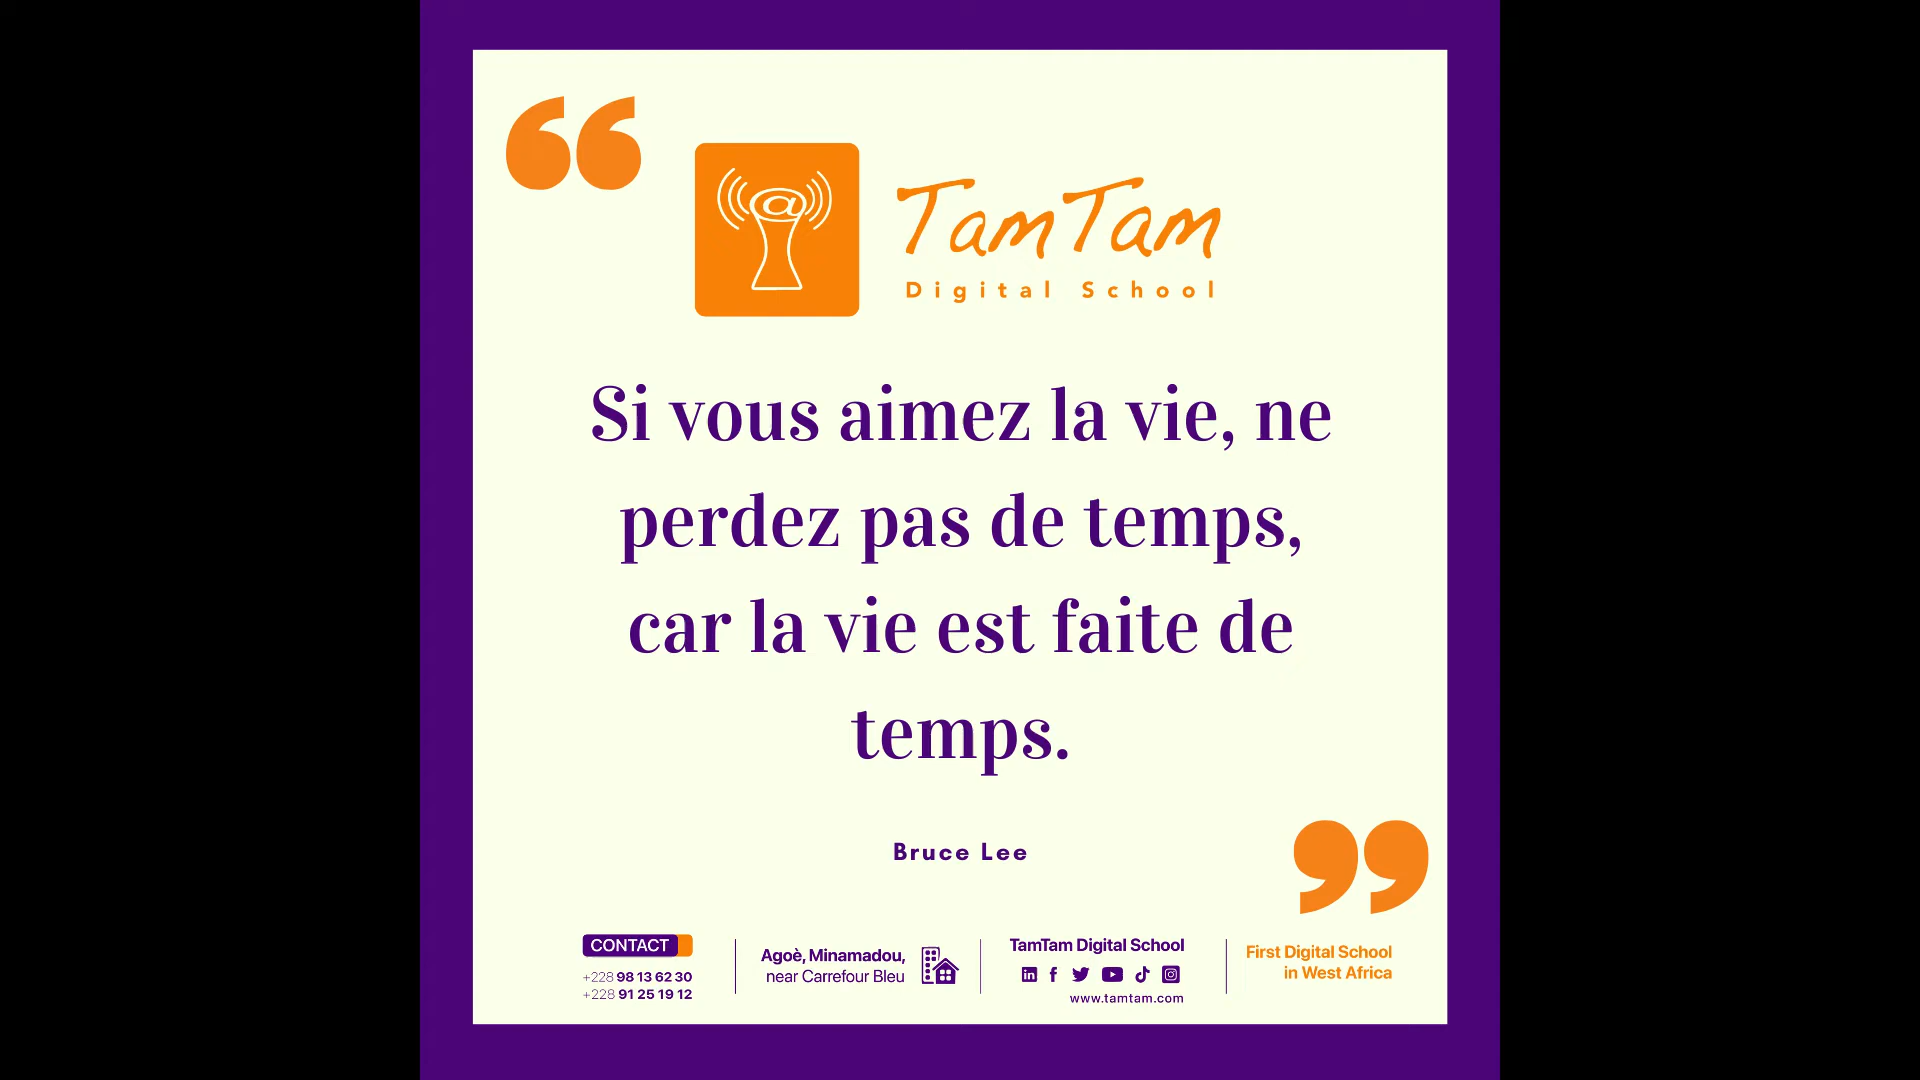 TamTam
Digital School
Si vous aimez la vie, ne
perdez pas de temps,
car la vie est faite de
temps.
Bruce Lee
CONTACT
+228 98 13 62 30
+228 91 25 19 12
Agoè, Minamadou,
near Carrefour Bleu
TamTam Digital School
www.tamtam.com
First Digital School
in West Africa